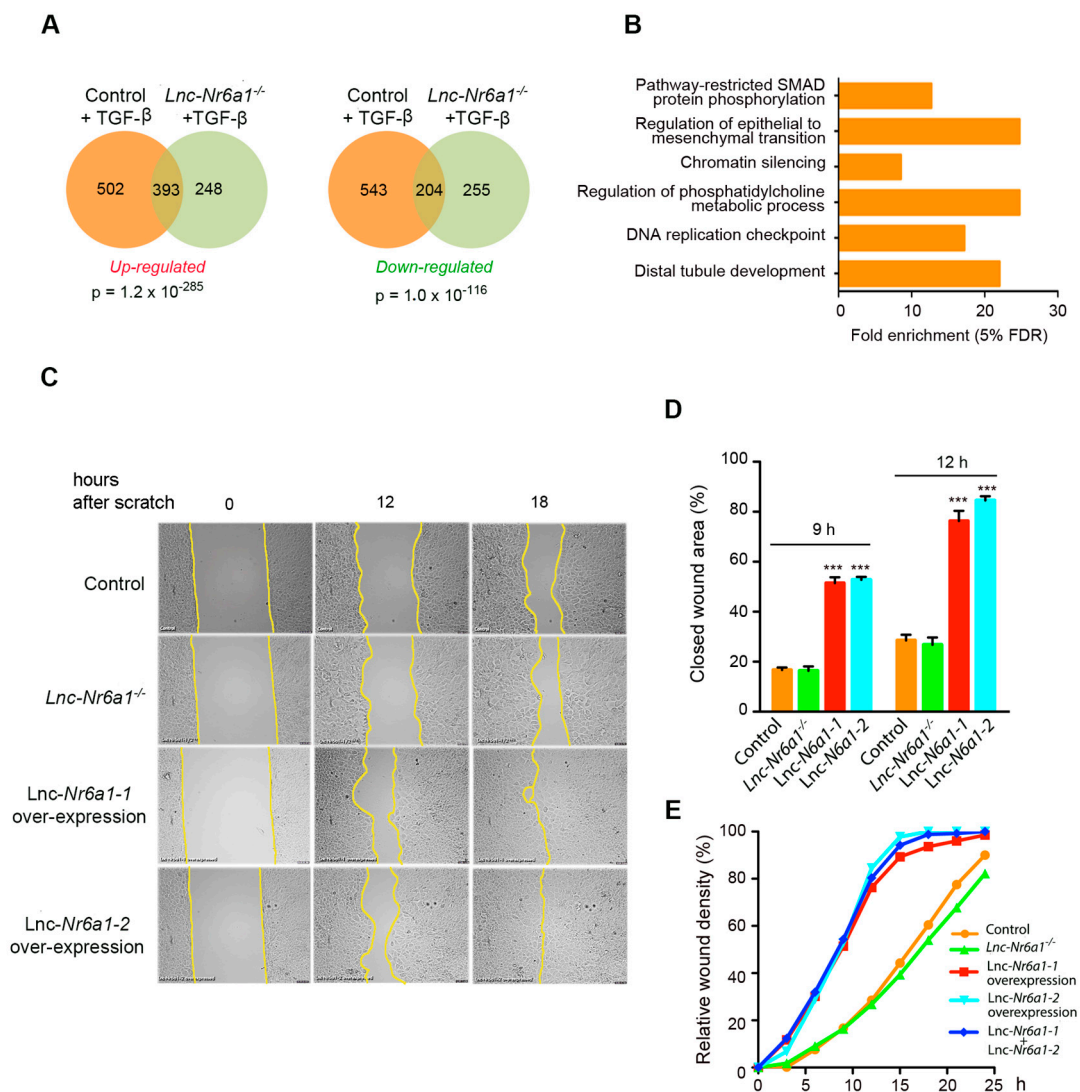 A
Control
+ TGF-β
Lnc-Nr6a1-/-
+TGF-β
502
393
248
Up-regulated
p = 1.2 x 10-285
Control
+ TGF-β
Lnc-Nr6a1-/-
+TGF-β
543
204
255
Down-regulated
p = 1.0 x 10-116
B
Pathway-restricted SMAD
protein phosphorylation
Regulation of epithelial to
mesenchymal transition
Chromatin silencing
Regulation of phosphatidylcholine
metabolic process
DNA replication checkpoint
Distal tubule development
0 10 20 30
Fold enrichment (5% FDR)
C
hours
after scratch
0 12 18
Control
Control
Control
Control
Lnc-Nr6a1-/-
Lnc-Nr6a1-1
over-expression
Lnc-Nr6a1-2
over-expression
D
Closed wound area (%)
100
80
60
40
20
0
9 h
12 h
***
***
***
***
Control
Lnc-Nr6a1-/-
Lnc-N6a1-1
Lnc-N6a1-2
Control
Lnc-Nr6a1-/-
Lnc-N6a1-1
Lnc-N6a1-2
E
Relative wound density (%)
100
80
60
40
20
0
0 5 10 15 20 25 h
Control
Lnc-Nr6a1-/-
Lnc-Nr6a1-1
overexpression
Lnc-Nr6a1-2
overexpression
Lnc-Nr6a1-1
+
Lnc-Nr6a1-2